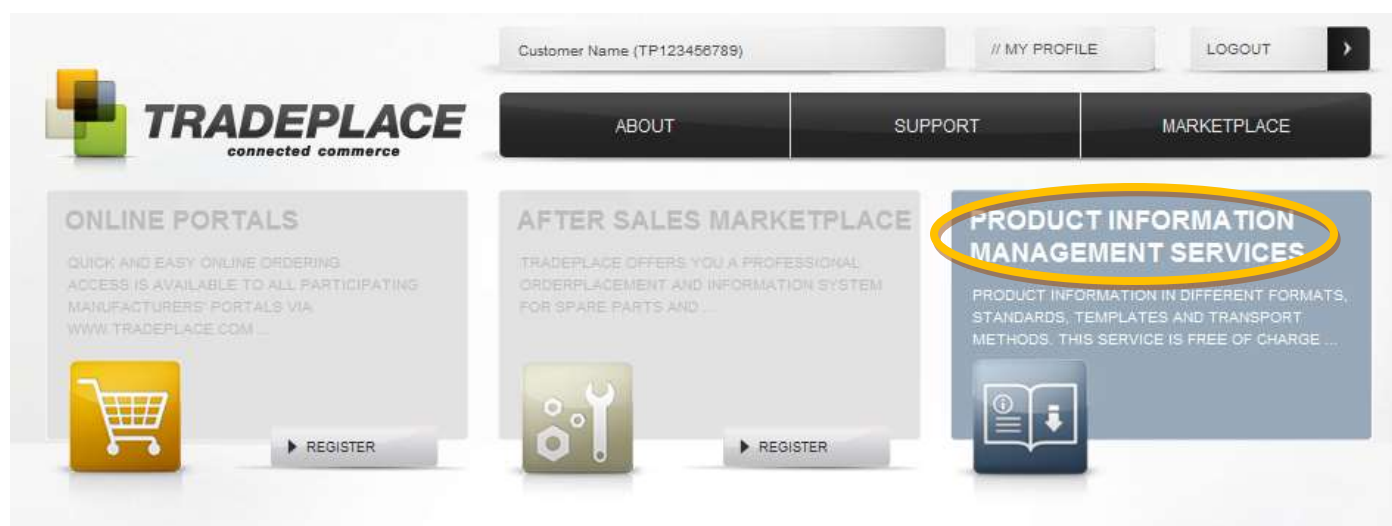 Customer Name (TP123456789)
// MY PROFILE
LOGOUT
TRADEPLACE
connected commerce
ABOUT
SUPPORT
MARKETPLACE
ONLINE PORTALS
QUICK AND EASY ONLINE ORDERING
ACCESS IS AVAILABLE TO ALL PARTICIPATING
MANUFACTURERS' PORTALS VIA
WWW.TRADEPLACE.COM ...
REGISTER
AFTER SALES MARKETPLACE
TRADEPLACE OFFERS YOU A PROFESSIONAL
ORDERPLACEMENT AND INFORMATION SYSTEM
FOR SPARE PARTS AND ...
REGISTER
PRODUCT INFORMATION
MANAGEMENT SERVICES
PRODUCT INFORMATION IN DIFFERENT FORMATS,
STANDARDS, TEMPLATES AND TRANSPORT
METHODS. THIS SERVICE IS FREE OF CHARGE ...